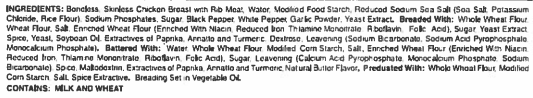 INGREDIENTS: Boneless, Skinless Chicken Breast with Rib Meat, Water, Modified Food Starch, Reduced Sodium Sea Salt (Sea Salt, Potassium
Chloride, Rice Flour), Sodium Phosphates, Sugar, Black Pepper, White Pepper, Garlic Powder, Yeast Extract. Breaded With: Whole Wheat Flour,
Wheat Flour, Salt, Enriched Wheat Flour (Enriched With Niacin, Reduced Iron, Thiamine Mononitrate, Riboflavin, Folic Acid), Sugar, Yeast Extract,
Spice, Yeast, Soybean Oil, Extractives of Paprika, Annatto and Turmeric, Dextrose, Leavening (Sodium Bicarbonate, Sodium Acid Pyrophosphate,
Monocalcium Phosphate). Battered With: Water, Whole Wheat Flour, Modified Corn Starch, Salt, Enriched Wheat Flour (Enriched With Niacin,
Reduced Iron, Thiamine Mononitrate, Riboflavin, Folic Acid), Sugar, Leavening (Calcium Acid Pyrophosphate, Monocalcium Phosphate, Sodium
Bicarbonate), Spice, Maltodextrin, Extractives of Paprika, Annatto and Turmeric, Natural Butter Flavor. Predusted With: Whole Wheat Flour, Modified
Corn Starch, Salt, Spice Extractive. Breading Set in Vegetable Oil.
CONTAINS: MILK AND WHEAT